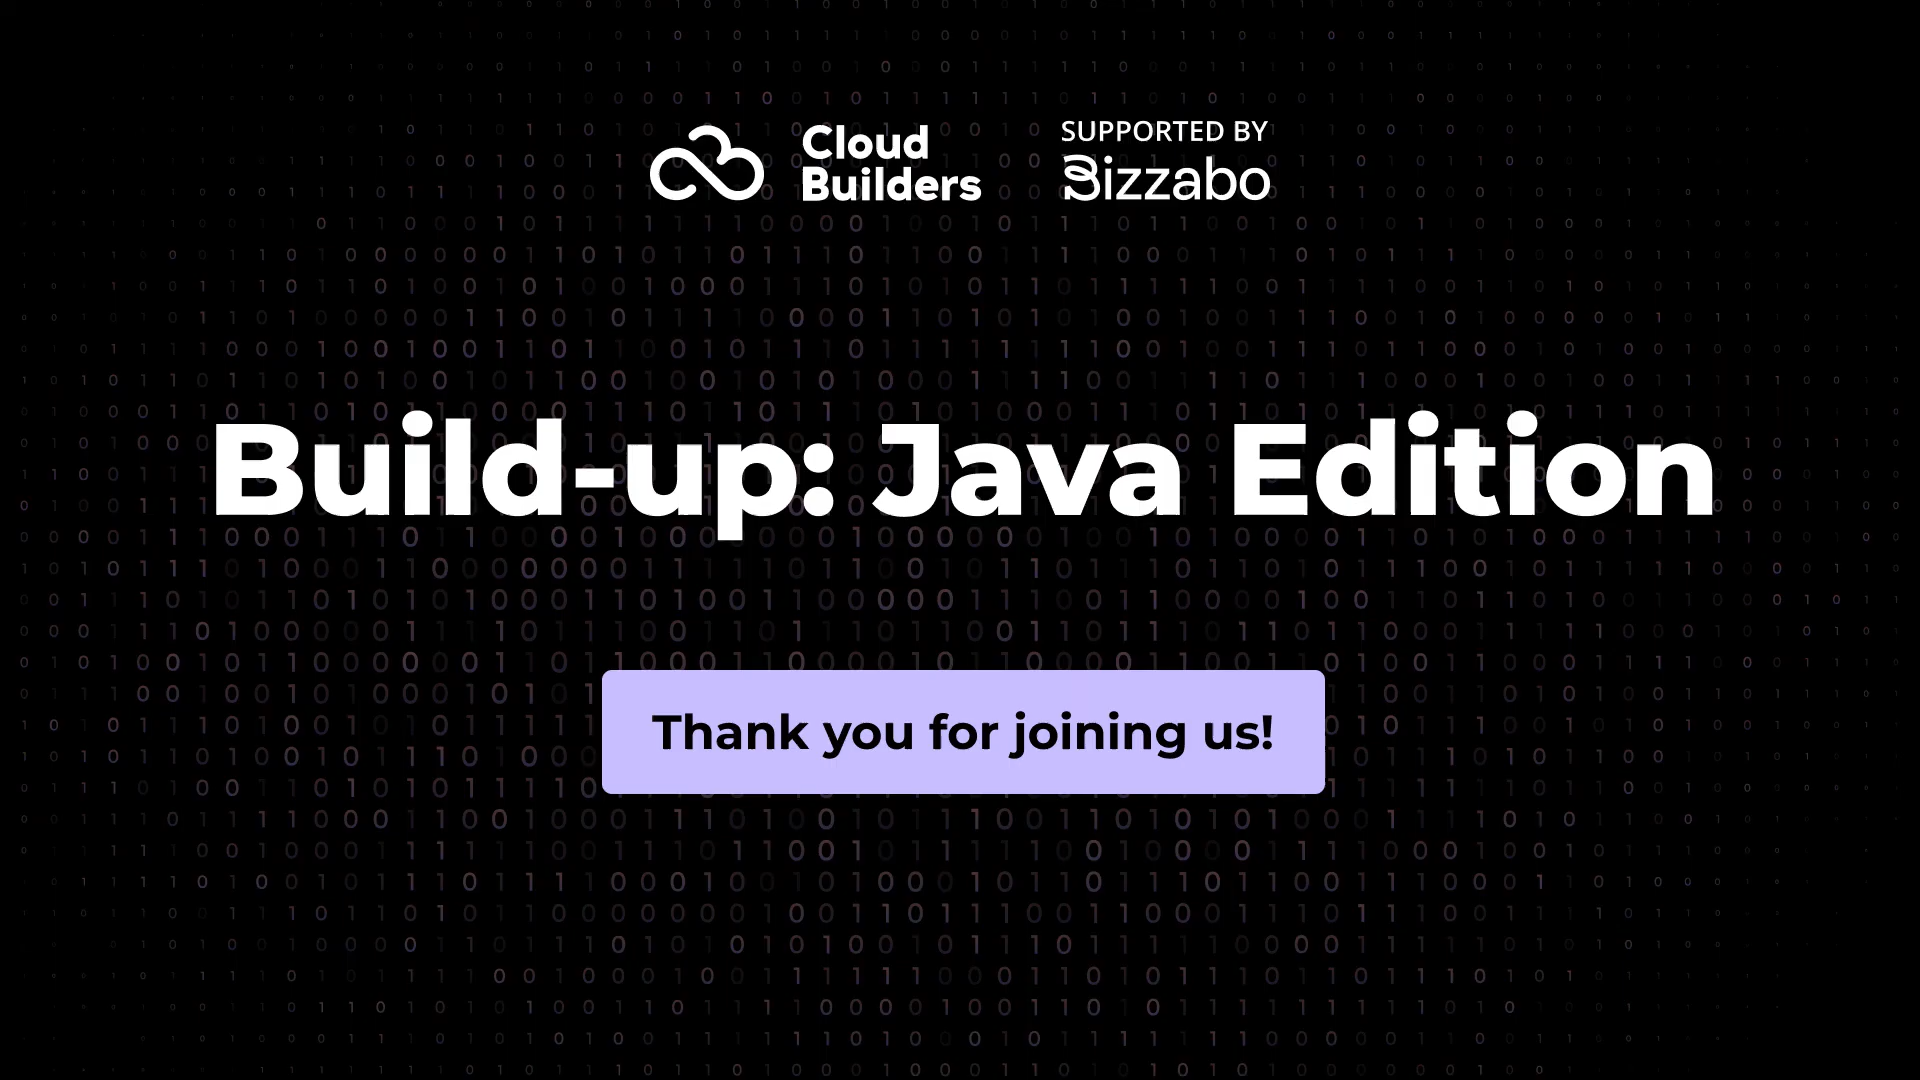 Cloud
Builders
SUPPORTED BY
Bizzabo
Build-up: Java Edition
Thank you for joining us!